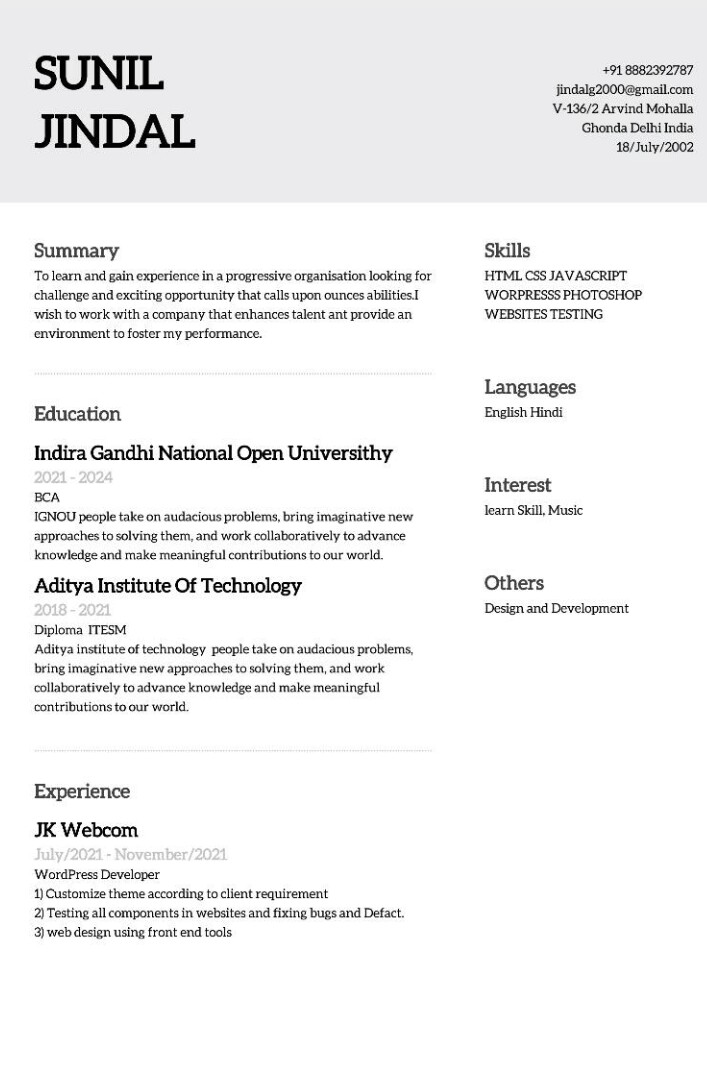 SUNIL
JINDAL
+91 8882392787
jindalg2000@gmail.com
V-136/2 Arvind Mohalla
Ghonda Delhi India
18/July/2002
Summary
To learn and gain experience in a progressive organisation looking for
challenge and exciting opportunity that calls upon ounces abilities.I
wish to work with a company that enhances talent ant provide an
environment to foster my performance.
Education
Indira Gandhi National Open Universithy
2021 - 2024
BCA
IGNOU people take on audacious problems, bring imaginative new
approaches to solving them, and work collaboratively to advance
knowledge and make meaningful contributions to our world.
Aditya Institute Of Technology
2018 - 2021
Diploma ITESM
Aditya institute of technology people take on audacious problems,
bring imaginative new approaches to solving them, and work
collaboratively to advance knowledge and make meaningful
contributions to our world.
Experience
JK Webcom
July/2021 - November/2021
WordPress Developer
1) Customize theme according to client requirement
2) Testing all components in websites and fixing bugs and Defact.
3) web design using front end tools
Skills
HTML CSS JAVASCRIPT
WORPRESSS PHOTOSHOP
WEBSITES TESTING
Languages
English Hindi
Interest
learn Skill, Music
Others
Design and Development